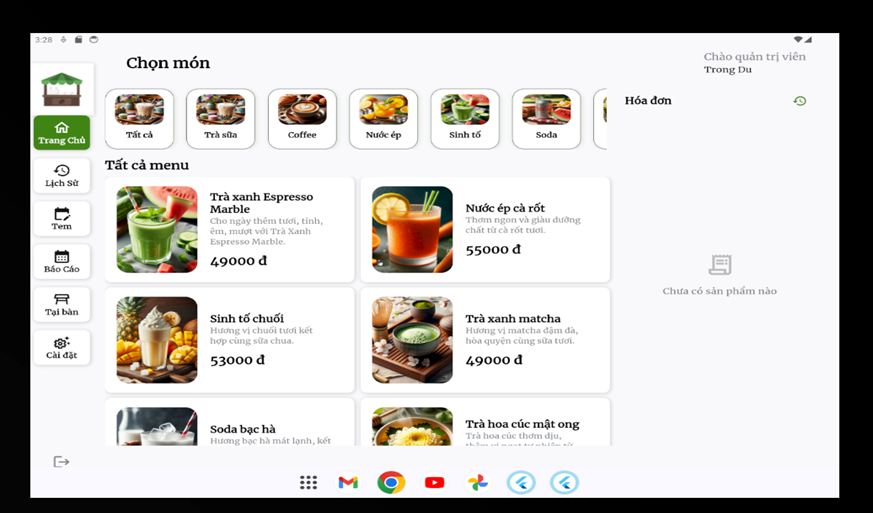 3:28
Chọn món
Chào quản trị viên
Trong Du
Hóa đơn
Trang Chủ
Lịch Sử
Tem
Báo Cáo
Tại bàn
Cài đặt
Tất cả
Trà sữa
Coffee
Nước ép
Sinh tố
Soda
Tất cả menu
Trà xanh Espresso
Marble
Cho ngày thêm tươi, tỉnh,
êm, mượt với Trà Xanh
Espresso Marble.
49000 đ
Nước ép cà rốt
Thơm ngon và giàu dưỡng
chất từ cà rốt tươi.
55000 đ
Sinh tố chuối
Hương vị chuối tươi kết
hợp cùng sữa chua.
53000 đ
Trà xanh matcha
Hương vị matcha đậm đà,
hòa quyện cùng sữa tươi.
49000 đ
Soda bạc hà
Hương bạc hà mát lạnh, kết
Trà hoa cúc mật ong
Trà hoa cúc thơm dịu,
Chưa có sản phẩm nào